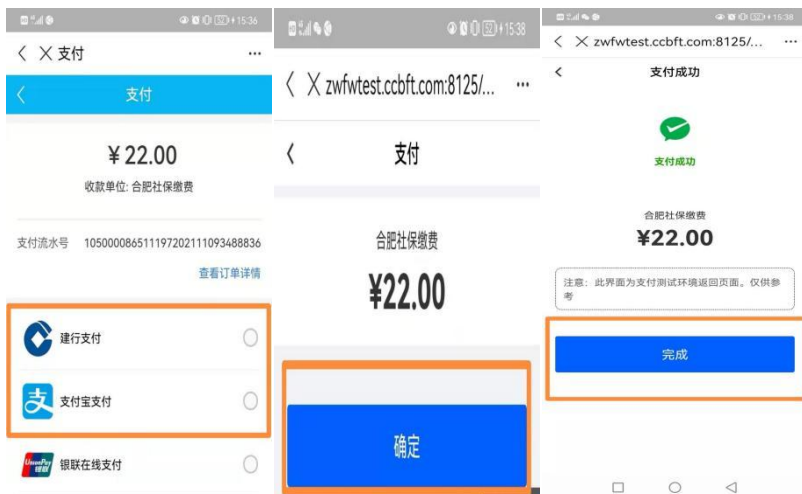 15:36
支付
支付
¥ 22.00
收款单位: 合肥社保缴费
支付流水号 105000086511197202111093488836
查看订单详情
建行支付
支付宝支付
UnionPay
银联
银联在线支付
15:38
zwfwtest.ccbft.com:8125/...
支付
合肥社保缴费
¥22.00
确定
15:38
zwfwtest.ccbft.com:8125/...
支付成功
支付成功
合肥社保缴费
¥22.00
注意：此界面为支付测试环境返回页面。仅供参
考
完成